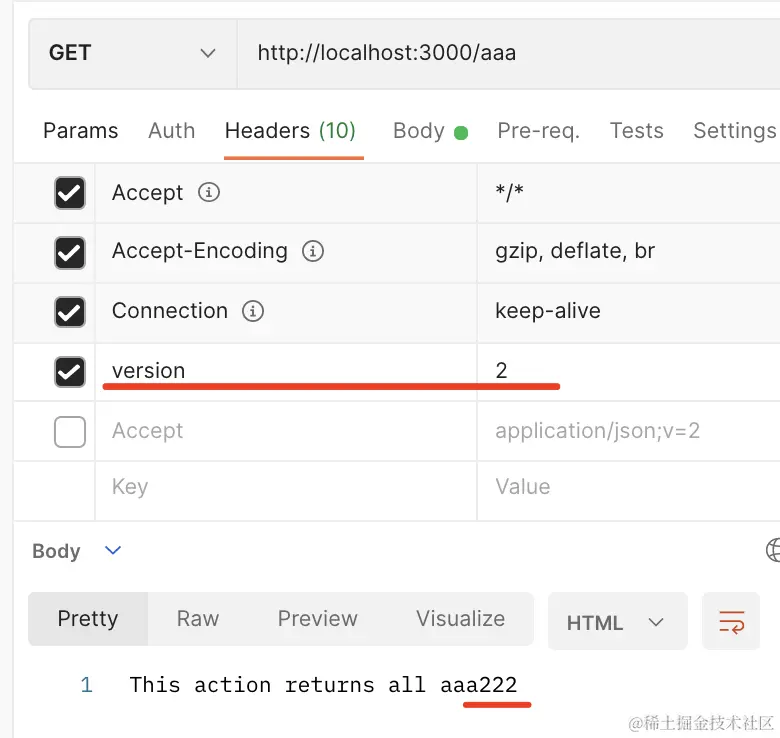 GET http://localhost:3000/aaa
Params Auth Headers (10) Body Pre-req. Tests Settings
Accept */*
Accept-Encoding gzip, deflate, br
Connection keep-alive
version 2
Accept application/json;v=2
Key Value
Body
Pretty Raw Preview Visualize HTML
1 This action returns all aaa222
@稀土掘金技术社区